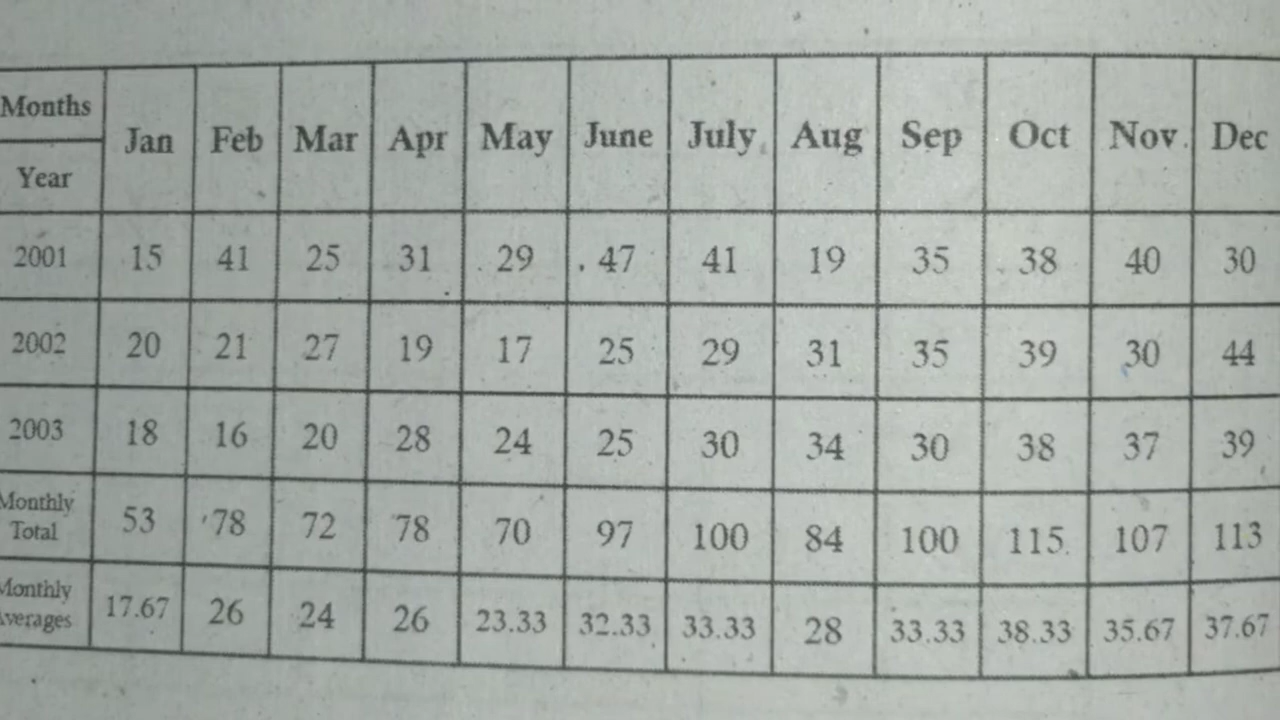 Months
Year
Jan Feb Mar Apr May June July Aug Sep Oct Nov. Dec
2001 15 41 25 31 29 47 41 19 35 38 40 30
2002 20 21 27 19 17 25 29 31 35 39 30 44
2003 18 16 20 28 24 25 30 34 30 38 37 39
Monthly
Total
53 78 72 78 70 97 100 84 100 115 107 113
Monthly
Averages
17.67 26 24 26 23.33 32.33 33.33 28 33.33 38.33 35.67 37.67